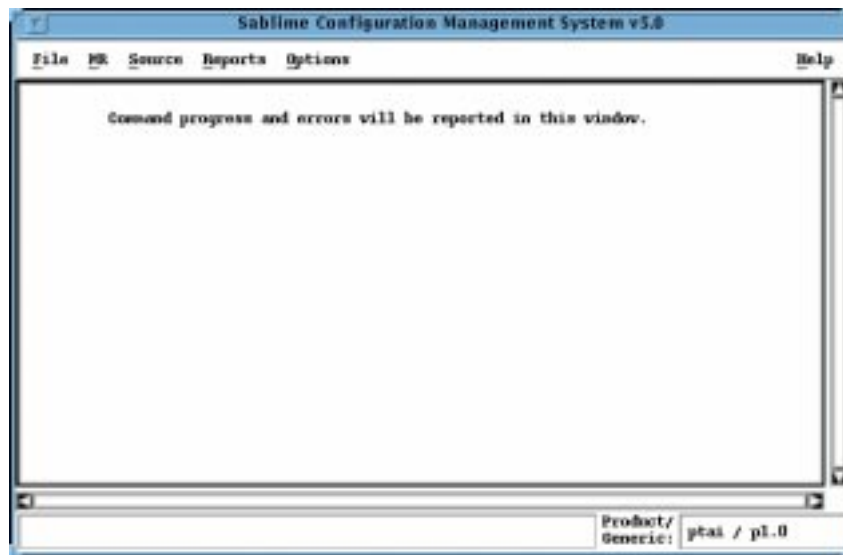 Sablime Configuration Management System v5.0
File MR Source Reports Options Help
Command progress and errors will be reported in this window.
Product/
Generic: ptai / p1.0